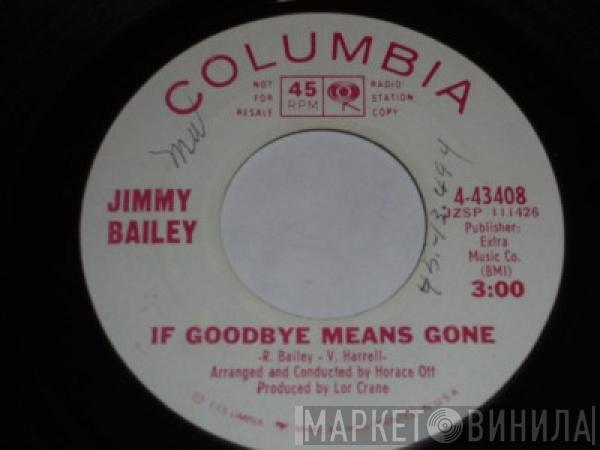 COLUMBIA
NOT FOR RESALE
45 RPM
RADIO STATION COPY
JIMMY BAILEY
4-43408
JZSP 111426
Publisher:
Extra
Music Co.
(BMI)
3:00
IF GOODBYE MEANS GONE
-R. Bailey - V. Harrell-
Arranged and Conducted by Horace Ott
Produced by Lor Crane
МАРКЕТ ВИНИЛА